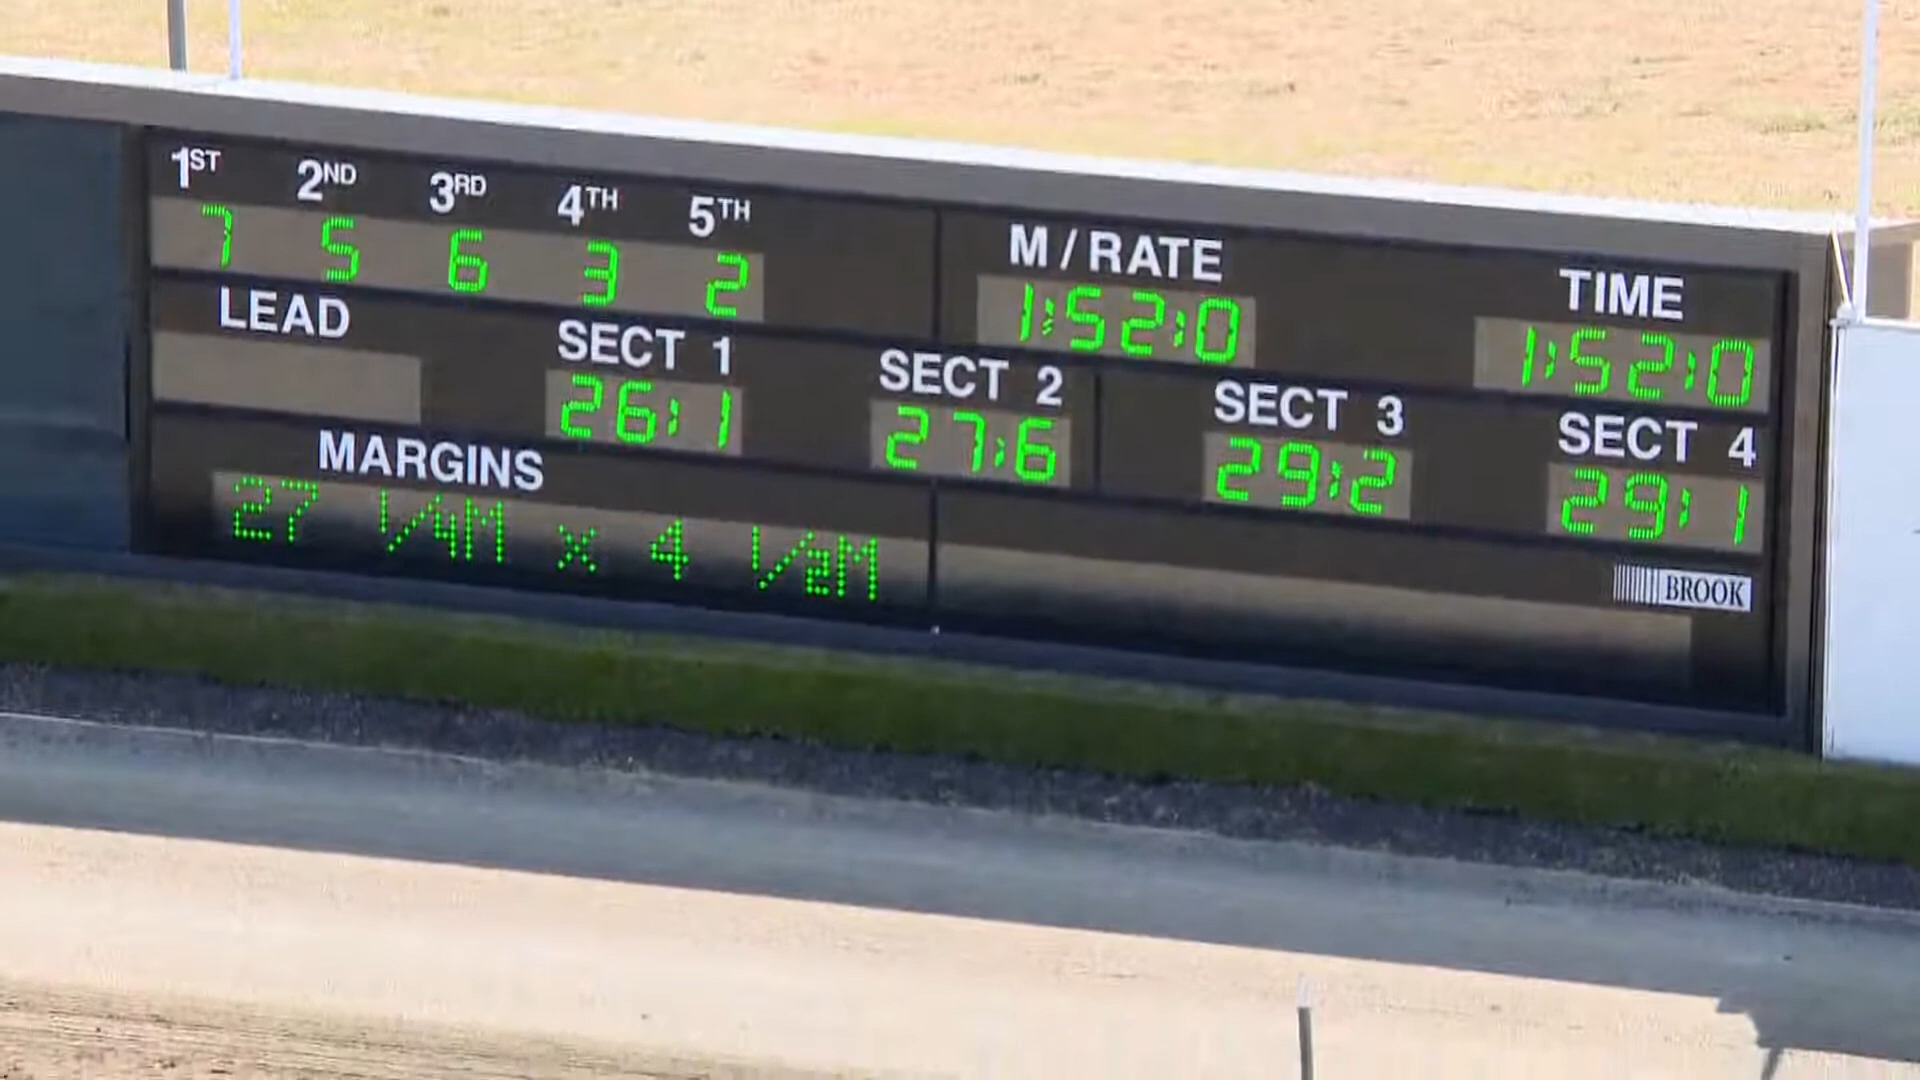 1ST 2ND 3RD 4TH 5TH
7 5 6 3 2
M / RATE
1:52:0
TIME
1:52:0
LEAD
SECT 1
26:1
SECT 2
27:6
SECT 3
29:2
SECT 4
29:1
MARGINS
27 1/4M x 4 1/2M
BROOK